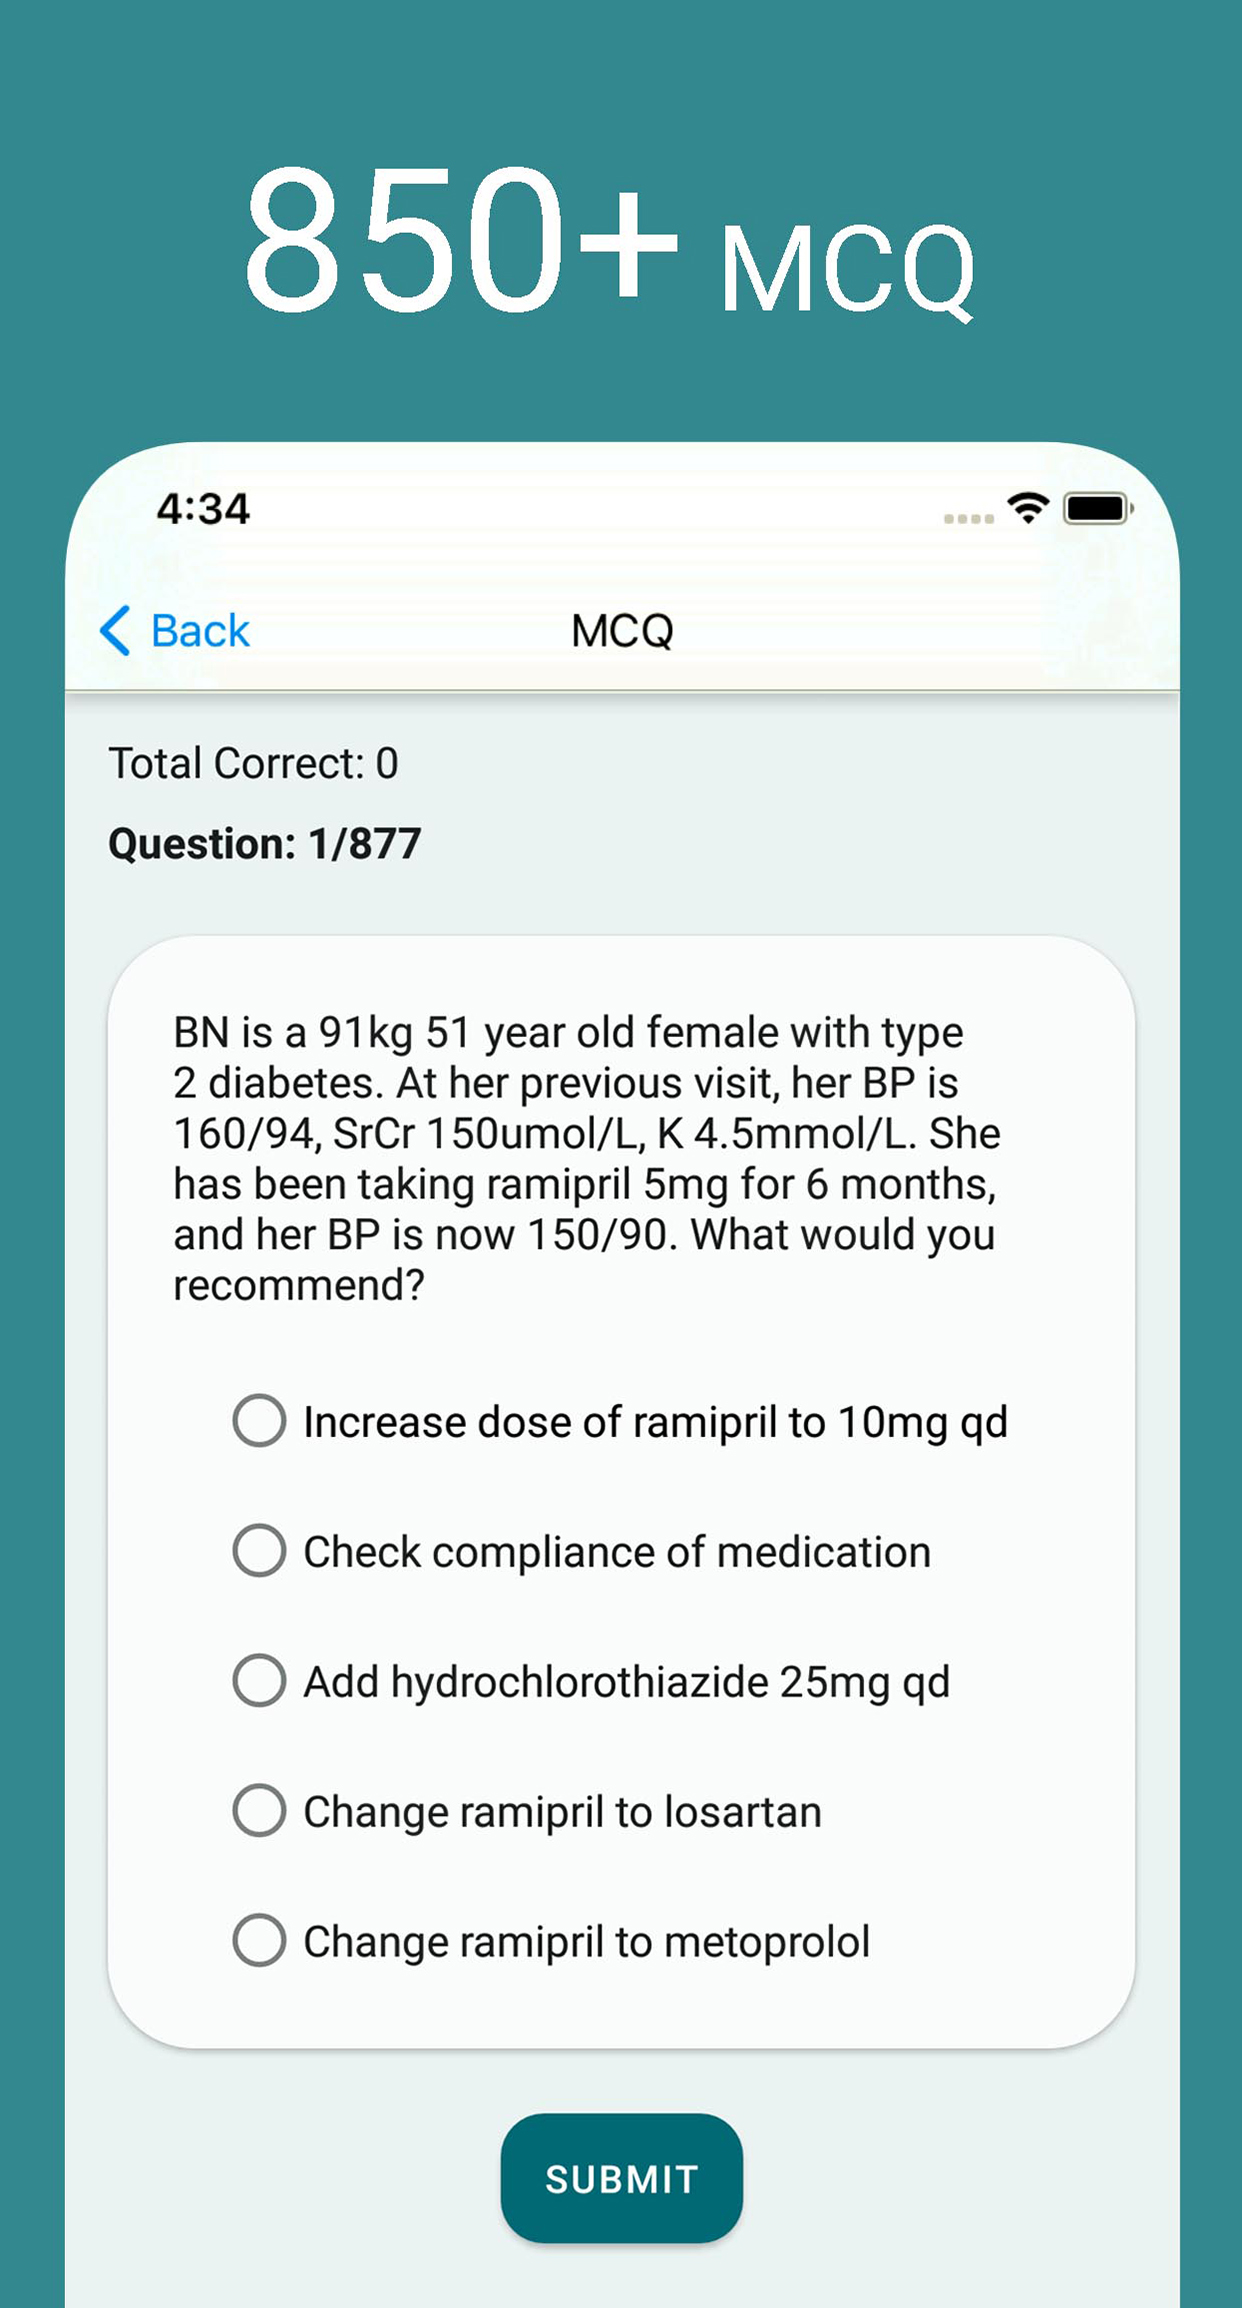 850+ MCQ
4:34
Back
MCQ
Total Correct: 0
Question: 1/877
BN is a 91kg 51 year old female with type
2 diabetes. At her previous visit, her BP is
160/94, SrCr 150umol/L, K 4.5mmol/L. She
has been taking ramipril 5mg for 6 months,
and her BP is now 150/90. What would you
recommend?
Increase dose of ramipril to 10mg qd
Check compliance of medication
Add hydrochlorothiazide 25mg qd
Change ramipril to losartan
Change ramipril to metoprolol
SUBMIT